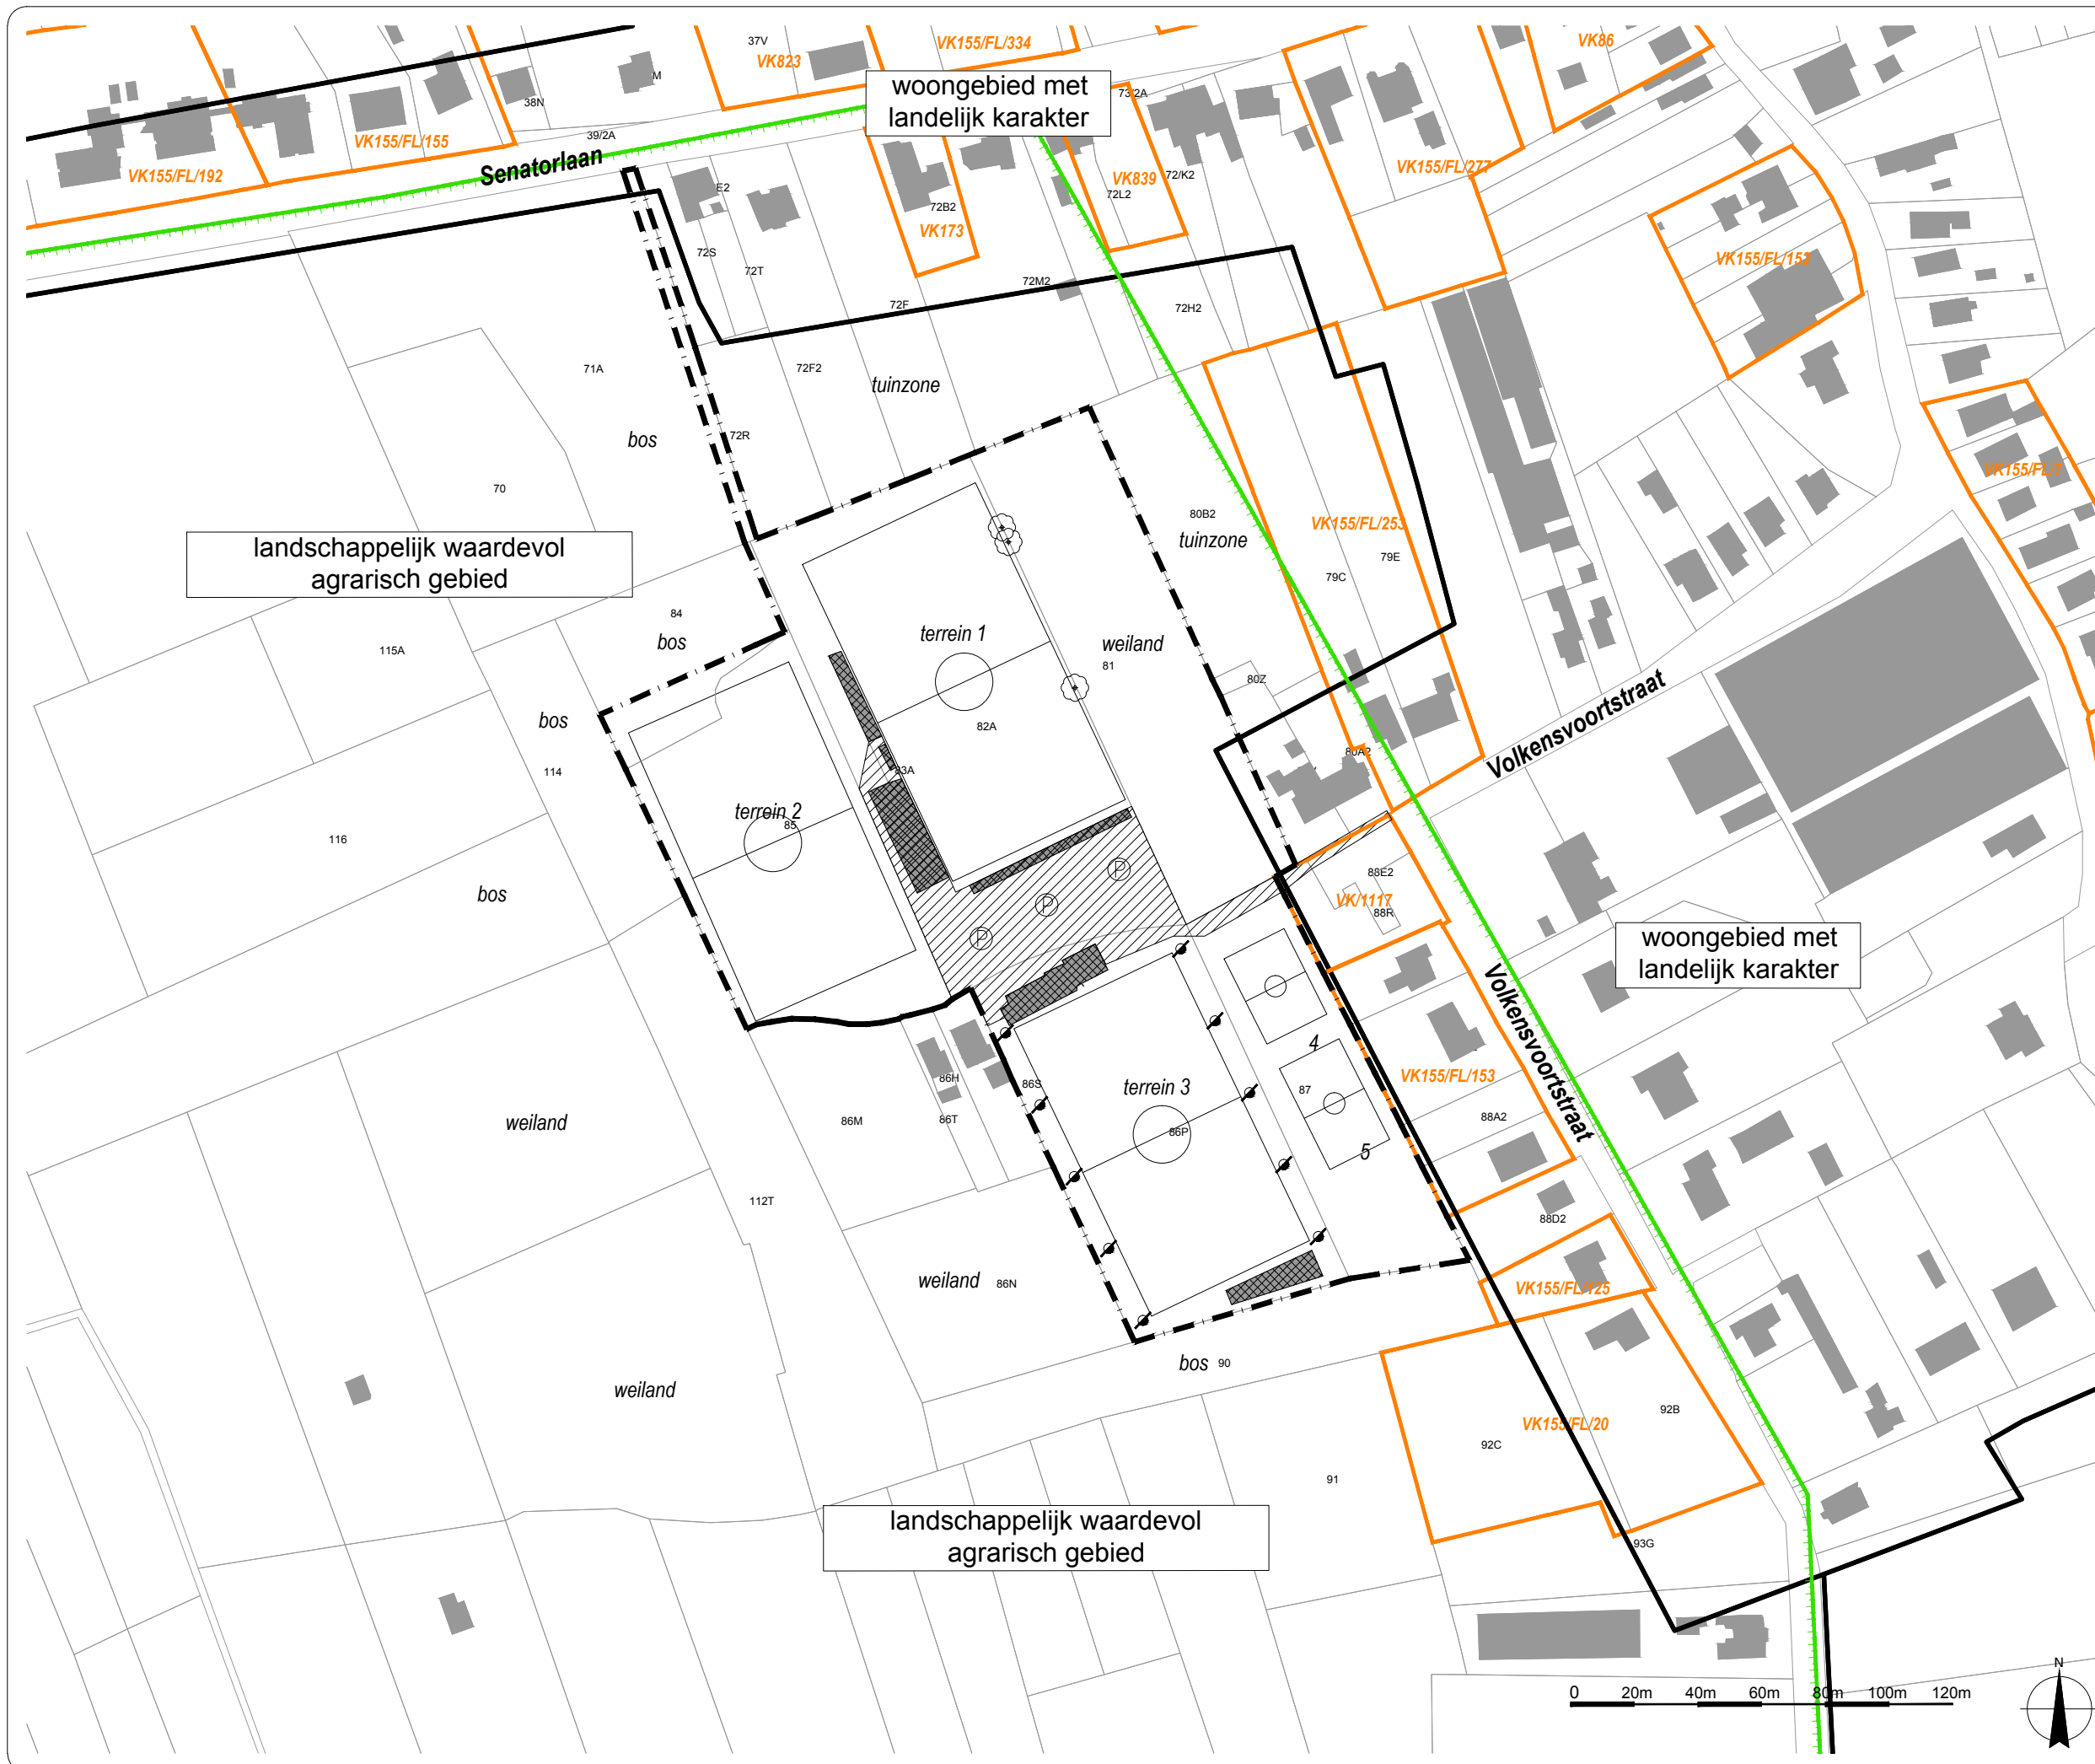 37V
VK155/FL/334
VK86
VK823
M
woongebied met
landelijk karakter
73/2A
38N
39/2A
VK155/FL/155
VK155/FL/192
Senatorlaan
VK155/FL/277
72/K2
VK839
E2
72L2
72B2
VK173
72S
72T
VK155/FL/152
72M2
72F
72H2
71A
72F2
tuinzone
bos
72R
VK155/FL/7
70
80B2
VK155/FL/253
tuinzone
landschappelijk waardevol
agrarisch gebied
79E
79C
84
terrein 1
bos
weiland
115A
81
80Z
Volkensvoortstraat
bos
82A
80A2
114
83A
terrein 2
85
116
P
88E2
bos
VK/1117
P
88R
P
woongebied met
landelijk karakter
4
Volkensvoortstraat
86H
86S
terrein 3
87
VK155/FL/153
weiland
86M
86T
88A2
86P
5
112T
88D2
weiland
86N
VK155/FL/125
bos
90
weiland
92B
VK155/FL/20
92C
91
landschappelijk waardevol
agrarisch gebied
93G
N
0 20m 40m 60m 80m 100m 120m